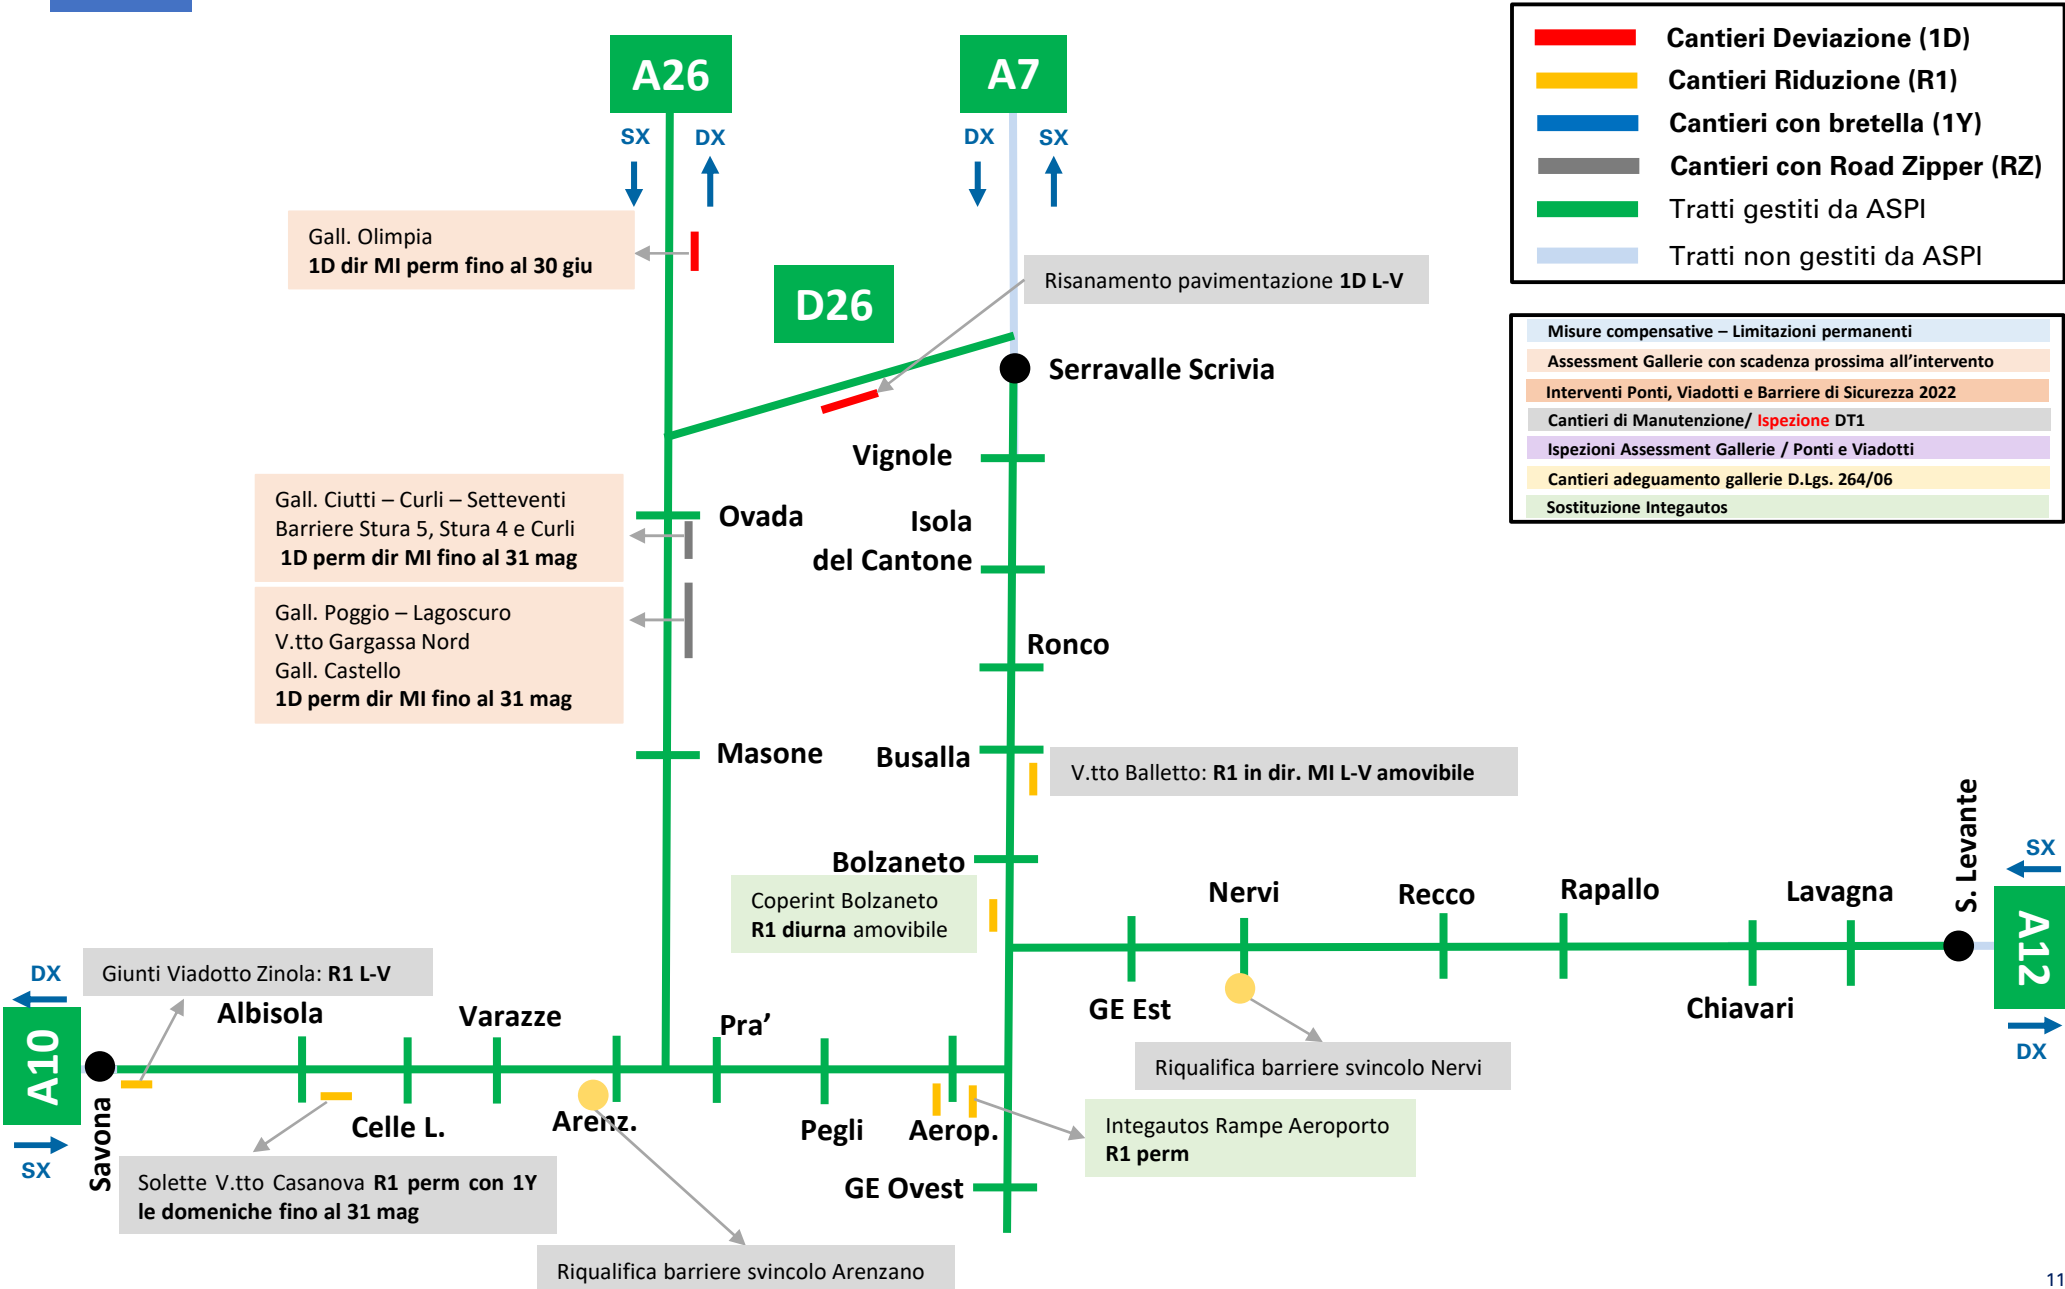 A26
A7
SX
DX
DX
SX
Cantieri Deviazione (1D)
Cantieri Riduzione (R1)
Cantieri con bretella (1Y)
Cantieri con Road Zipper (RZ)
Tratti gestiti da ASPI
Tratti non gestiti da ASPI
Gall. Olimpia
1D dir MI perm fino al 30 giu
D26
Risanamento pavimentazione 1D L-V
Misure compensative – Limitazioni permanenti
Assessment Gallerie con scadenza prossima all'intervento
Interventi Ponti, Viadotti e Barriere di Sicurezza 2022
Cantieri di Manutenzione/ Ispezione DT1
Ispezioni Assessment Gallerie / Ponti e Viadotti
Cantieri adeguamento gallerie D.Lgs. 264/06
Sostituzione Integautos
Serravalle Scrivia
Vignole
Gall. Ciutti – Curli – Setteventi
Barriere Stura 5, Stura 4 e Curli
1D perm dir MI fino al 31 mag
Ovada
Isola
del Cantone
Gall. Poggio – Lagoscuro
V.tto Gargassa Nord
Gall. Castello
1D perm dir MI fino al 31 mag
Ronco
Masone
Busalla
V.tto Balletto: R1 in dir. MI L-V amovibile
S. Levante
SX
A12
DX
Bolzaneto
Coperint Bolzaneto
R1 diurna amovibile
Nervi
Recco
Rapallo
Lavagna
GE Est
Chiavari
Riqualifica barriere svincolo Nervi
DX
A10
SX
Giunti Viadotto Zinola: R1 L-V
Savona
Albisola
Varazze
Pra’
Celle L.
Arenz.
Pegli
Aerop.
Integautos Rampe Aeroporto
R1 perm
GE Ovest
Solette V.tto Casanova R1 perm con 1Y
le domeniche fino al 31 mag
Riqualifica barriere svincolo Arenzano
11